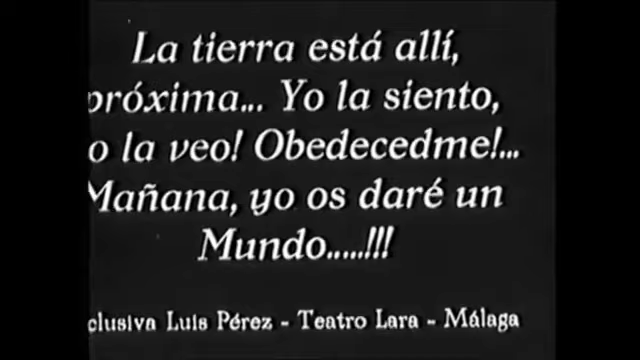 La tierra está allí,
próxima... Yo la siento,
o la veo! Obedecedme!...
Mañana, yo os daré un
Mundo.....!!!
clusiva Luis Pérez - Teatro Lara - Málaga